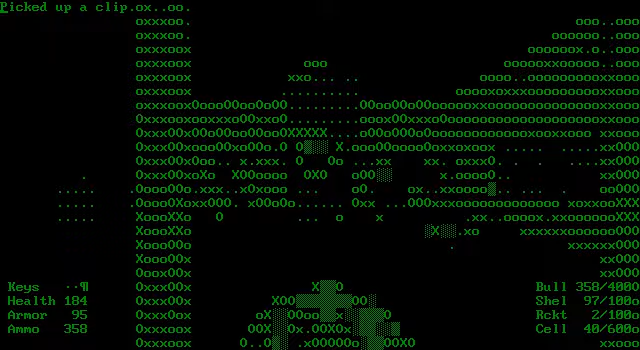 Picked up a clip.
Keys
Health 184
Armor 95
Ammo 358
Bull 358/400
Shel 97/100
Rckt 2/100
Cell 40/600